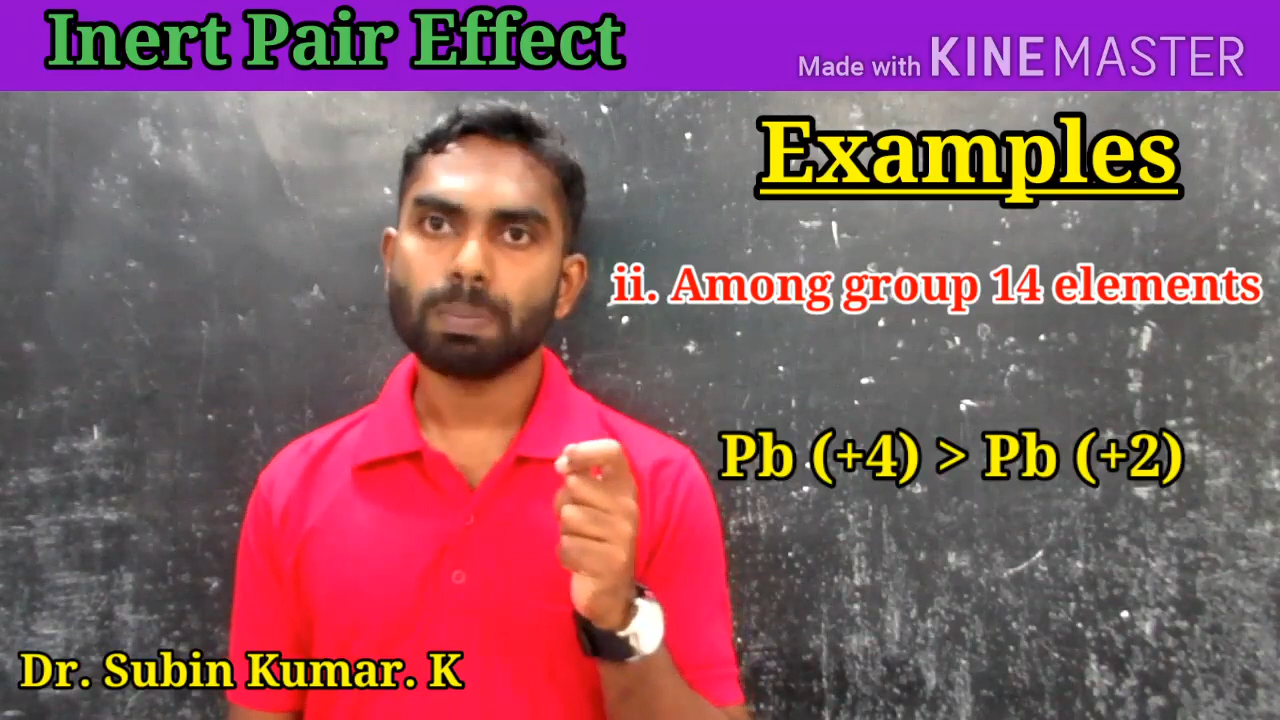 Inert Pair Effect
Made with KINEMASTER
Examples
ii. Among group 14 elements
Pb (+4) > Pb (+2)
Dr. Subin Kumar. K